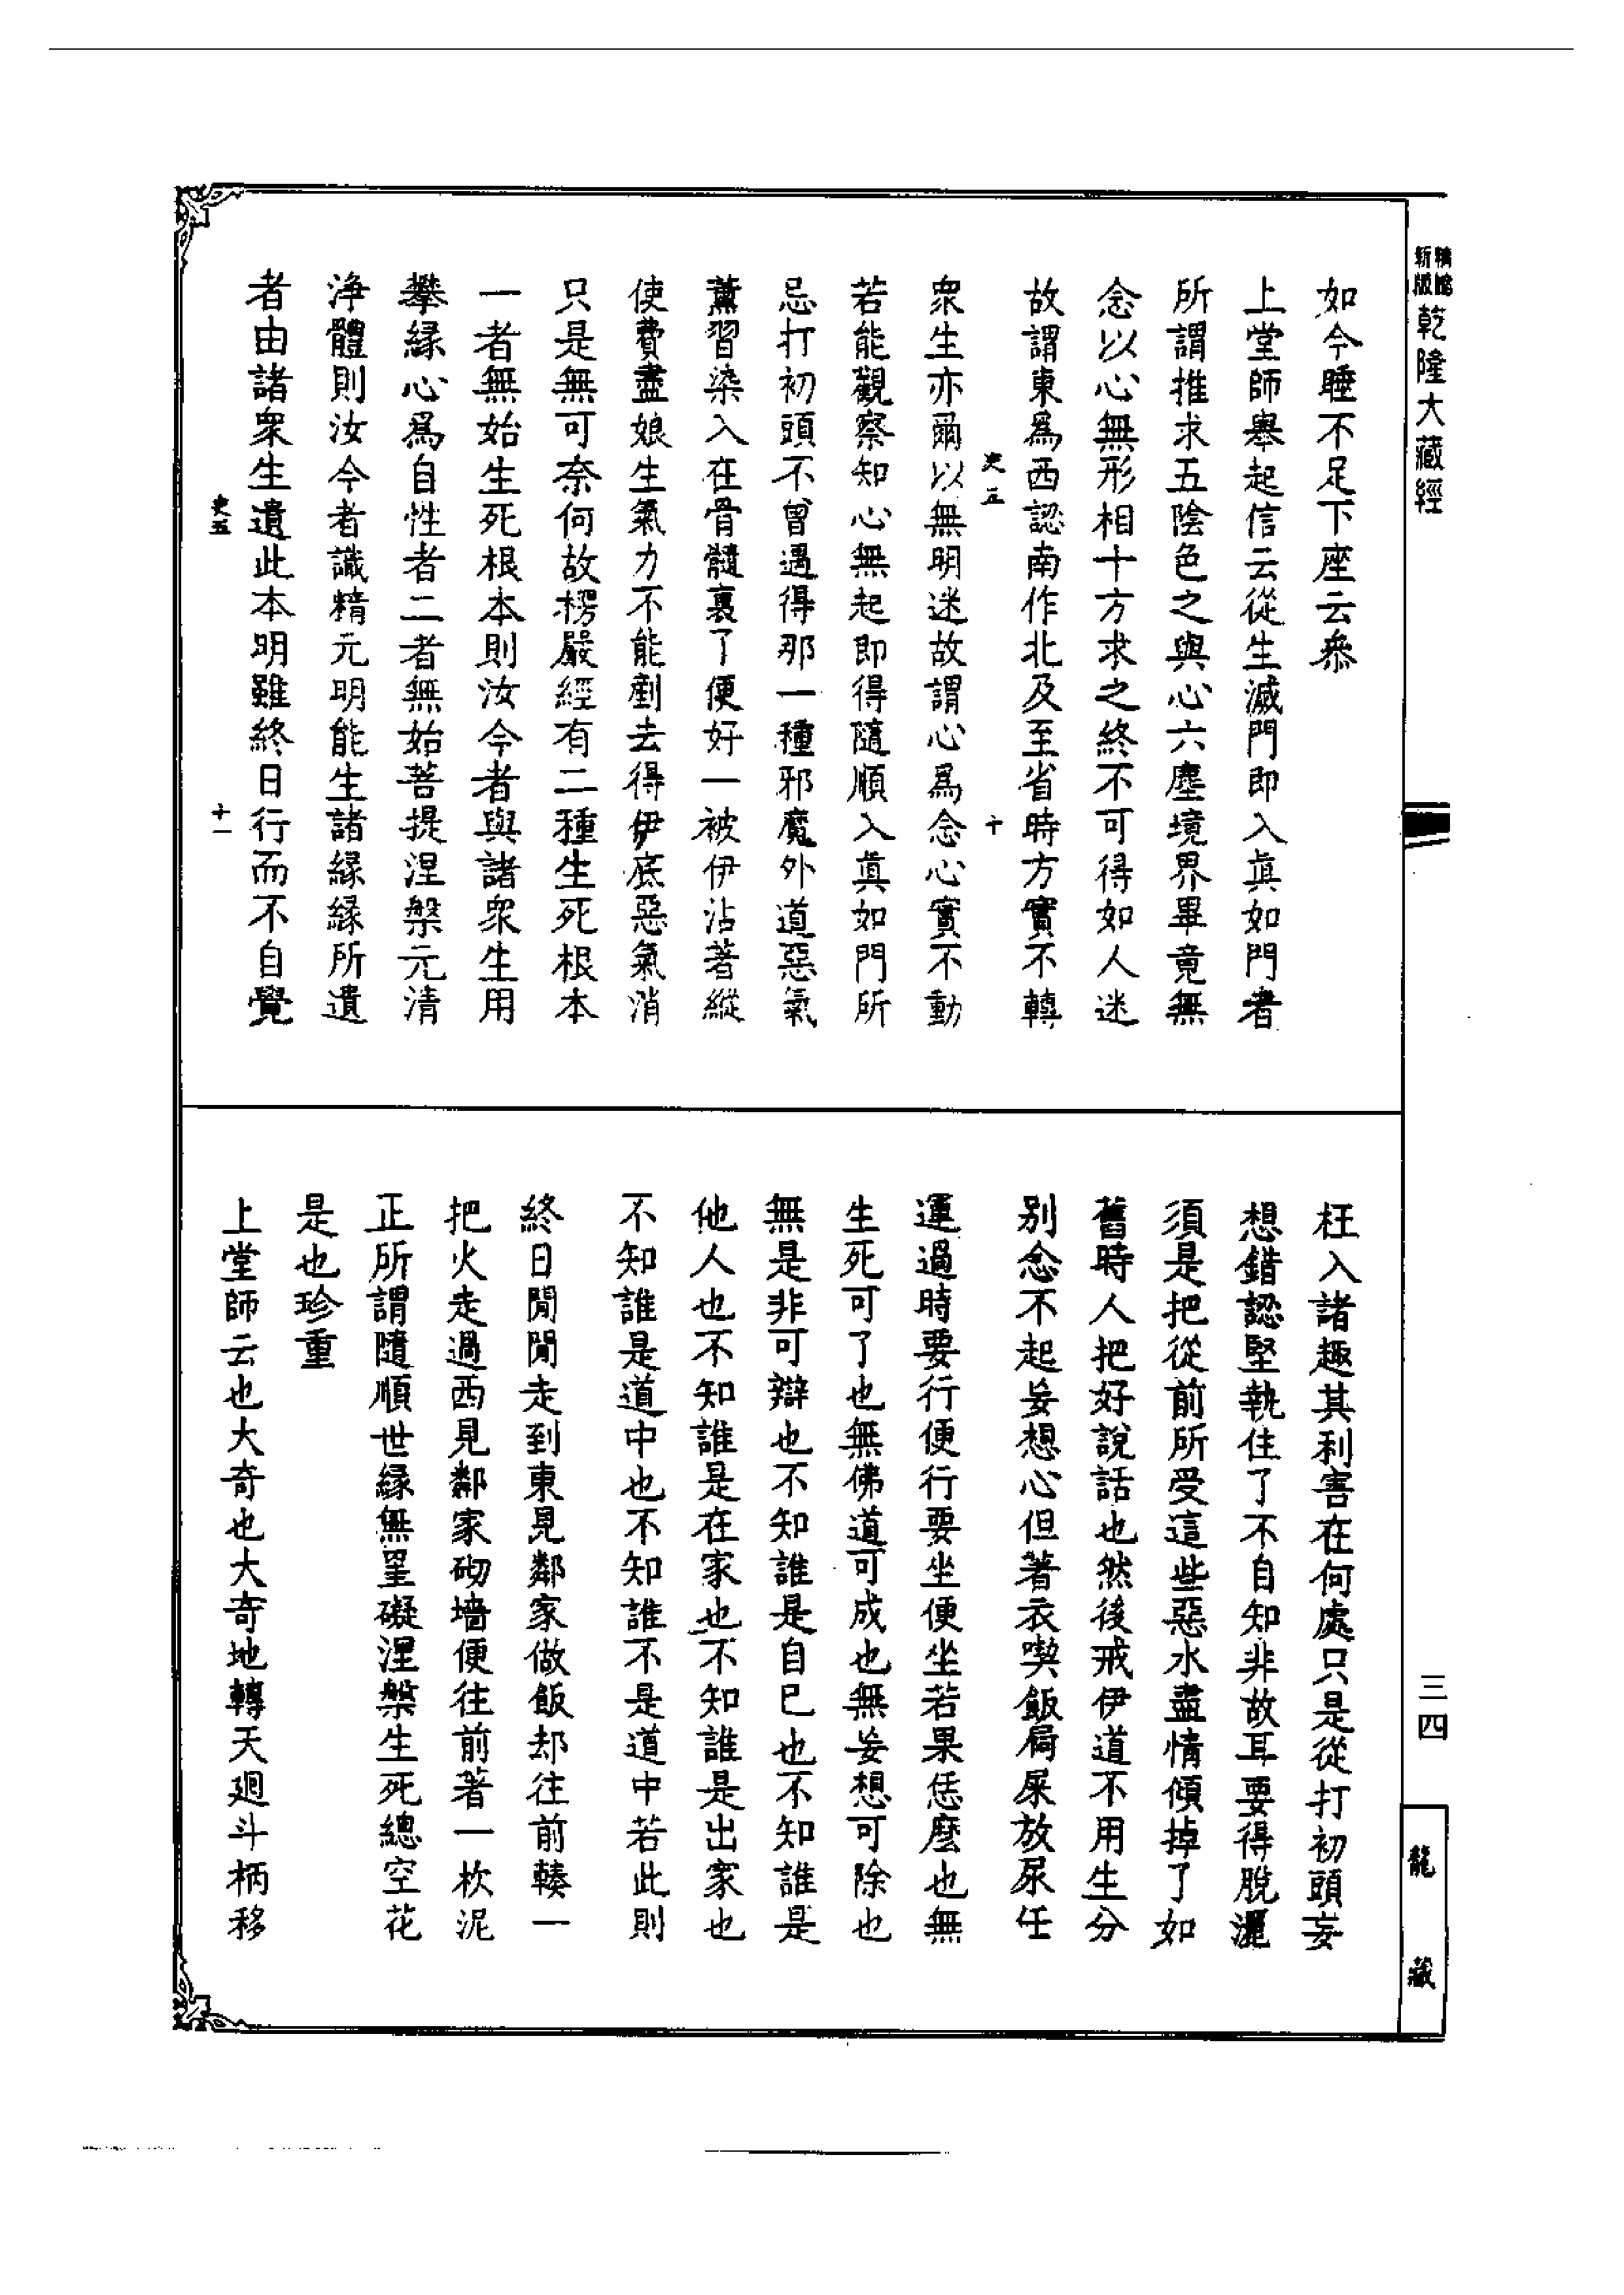 乾隆大藏經
如今睡不足下座云叅
上堂師舉起信云從生滅門即入眞如門者
所謂推求五陰色之與心六塵境界畢竟無
念以心無形相十方求之終不可得如人迷
故謂東爲西認南作北及至省時方實不轉
十
衆生亦爾以無明迷故謂心爲念心實不動
若能觀察知心無起即得隨順入眞如門所
忌打初頭不曾遇得那一種邪魔外道惡氣
薰習染入在骨髓裏了便好一被伊沾著縱
使費盡娘生氣力不能剷去得伊底惡氣消
只是無可奈何故楞嚴經有二種生死根本
一者無始生死根本則汝今者與諸衆生用
攀緣心爲自性者二者無始菩提涅槃元清
淨體則汝今者識精元明能生諸緣緣所遺
者由諸衆生遺此本明雖終日行而不自覺
史五
十一
枉入諸趣其利害在何處只是從打初頭妄
想錯認堅執住了不自知非故耳要得脫灑
須是把從前所受這些惡水盡情傾掉了如
舊時人把好說話也然後戒伊道不用生分
別念不起妄想心但著衣喫飯屙屎放尿任
運過時要行便行要坐便坐若果恁麼也無
生死可了也無佛道可成也無妄想可除也
無是非可辯也不知誰是自巳也不知誰是
他人也不知誰是在家也不知誰是出家也
不知誰是道中也不知誰不是道中若此則
終日閒閒走到東見鄰家做飯却往前輳一
把火走過西見鄰家砌墻便往前著一杴泥
正所謂隨順世緣無罣礙涅槃生死總空花
是也珍重
上堂師云也大奇也大奇地轉天廻斗柄移
三四
龍藏